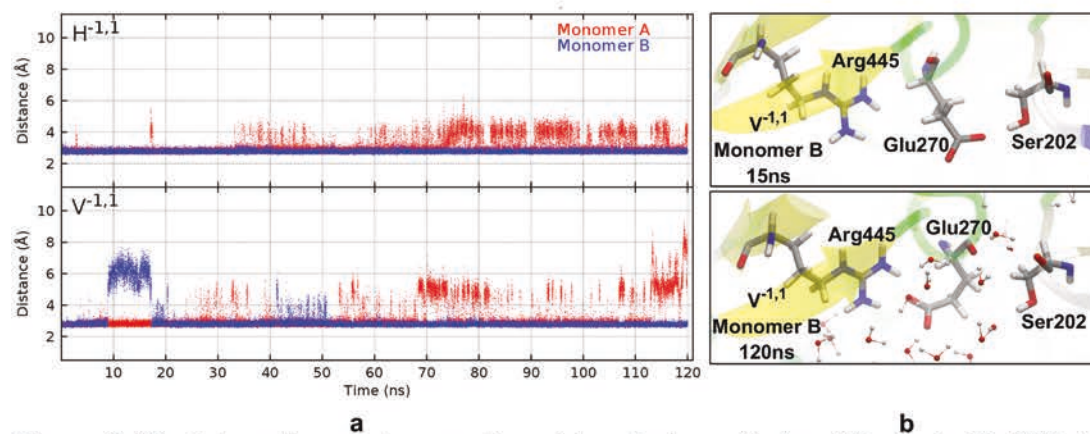 H-1,1
Monomer A
Monomer B
Distance (Å)
10
8
6
4
2
V-1,1
Distance (Å)
10
8
6
4
2
10 20 30 40 50 60 70 80 90 100 110 120
Time (ns)
a
Arg445
V-1,1
Monomer B
15ns
Glu270
Ser202
Glu270
Arg445
V-1,1
Monomer B
120ns
Ser202
b